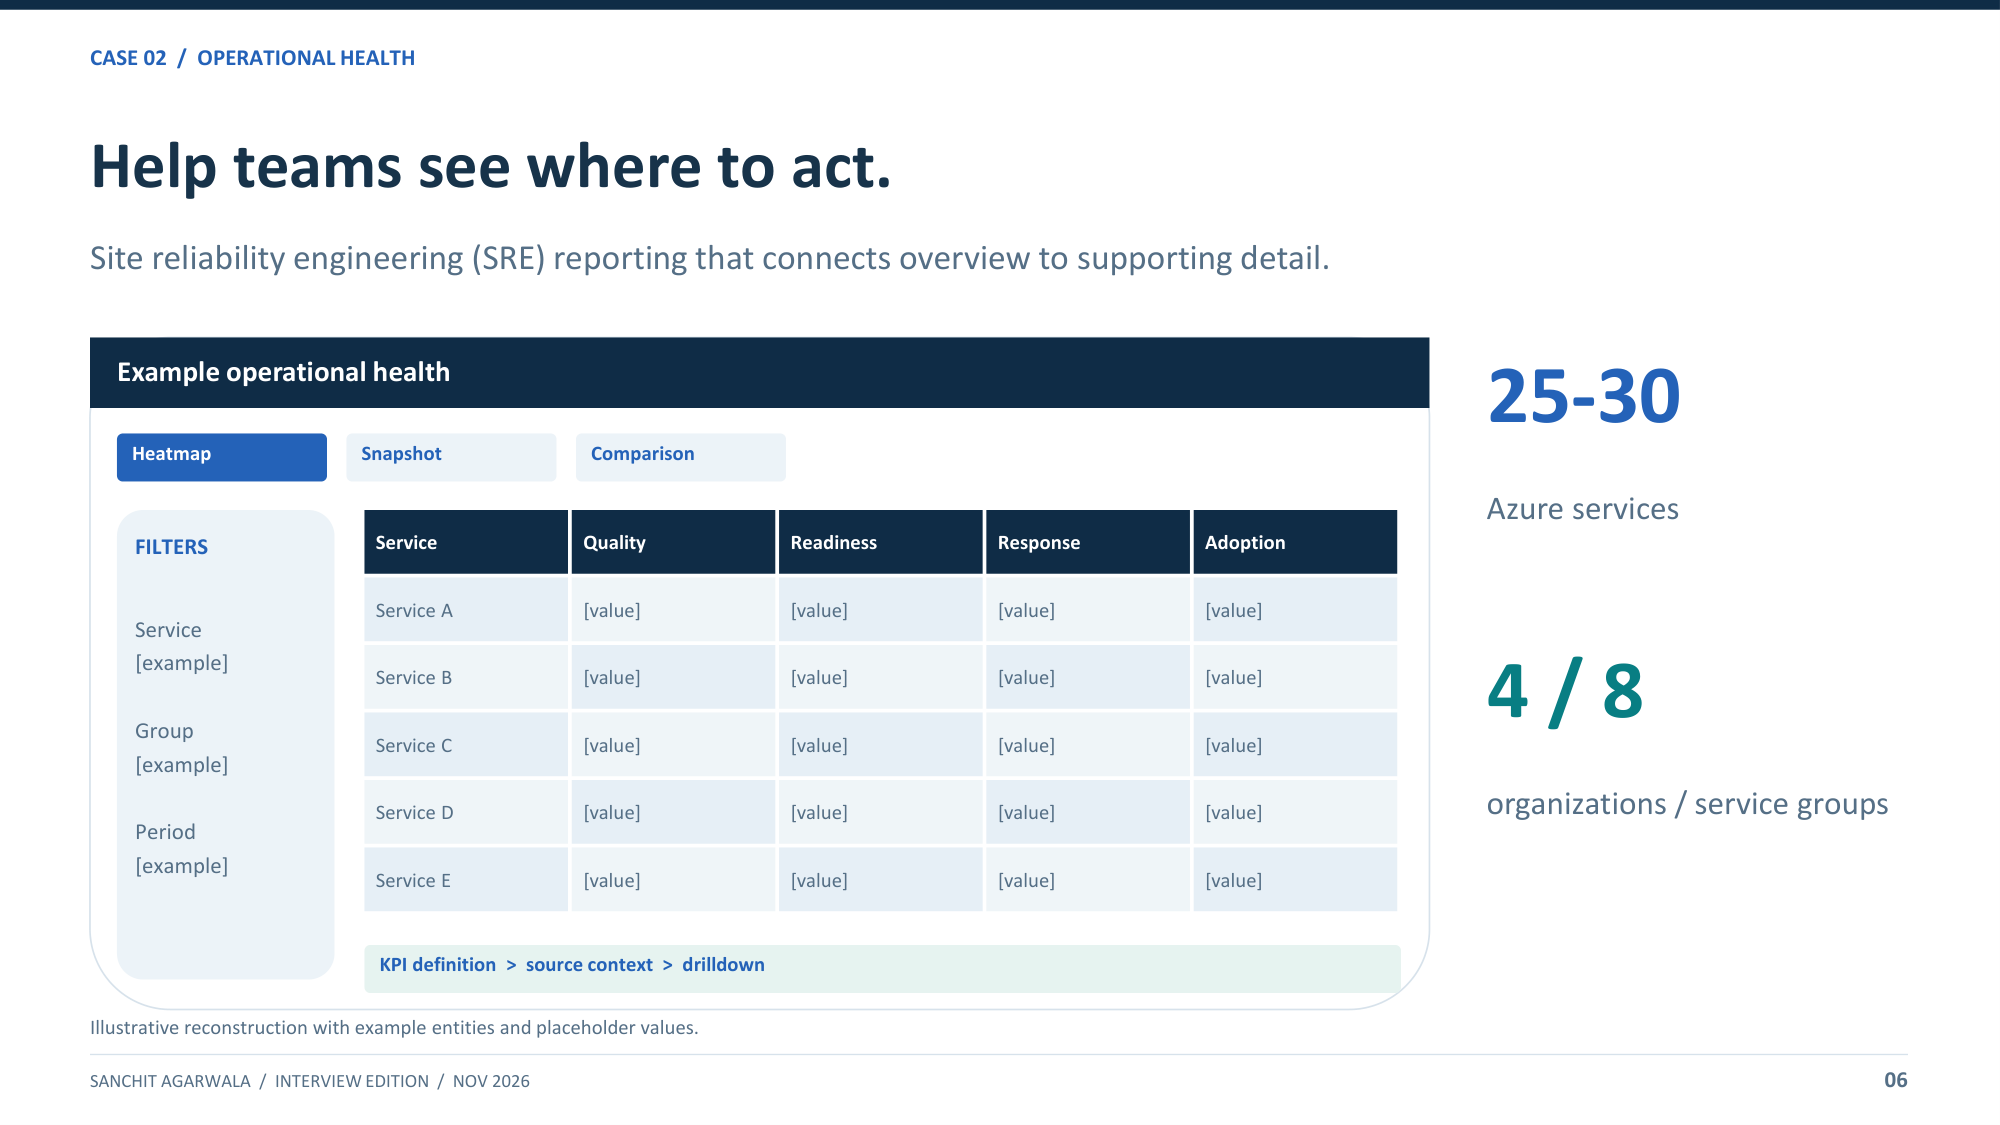 CASE 02 / OPERATIONAL HEALTH
Help teams see where to act.
Site reliability engineering (SRE) reporting that connects overview to supporting detail.
Example operational health
Heatmap Snapshot Comparison
FILTERS
Service
[example]
Group
[example]
Period
[example]
Service Quality Readiness Response Adoption
Service A [value] [value] [value] [value]
Service B [value] [value] [value] [value]
Service C [value] [value] [value] [value]
Service D [value] [value] [value] [value]
Service E [value] [value] [value] [value]
KPI definition > source context > drilldown
25-30
Azure services
4 / 8
organizations / service groups
Illustrative reconstruction with example entities and placeholder values.
SANCHIT AGARWALA / INTERVIEW EDITION / NOV 2026
06